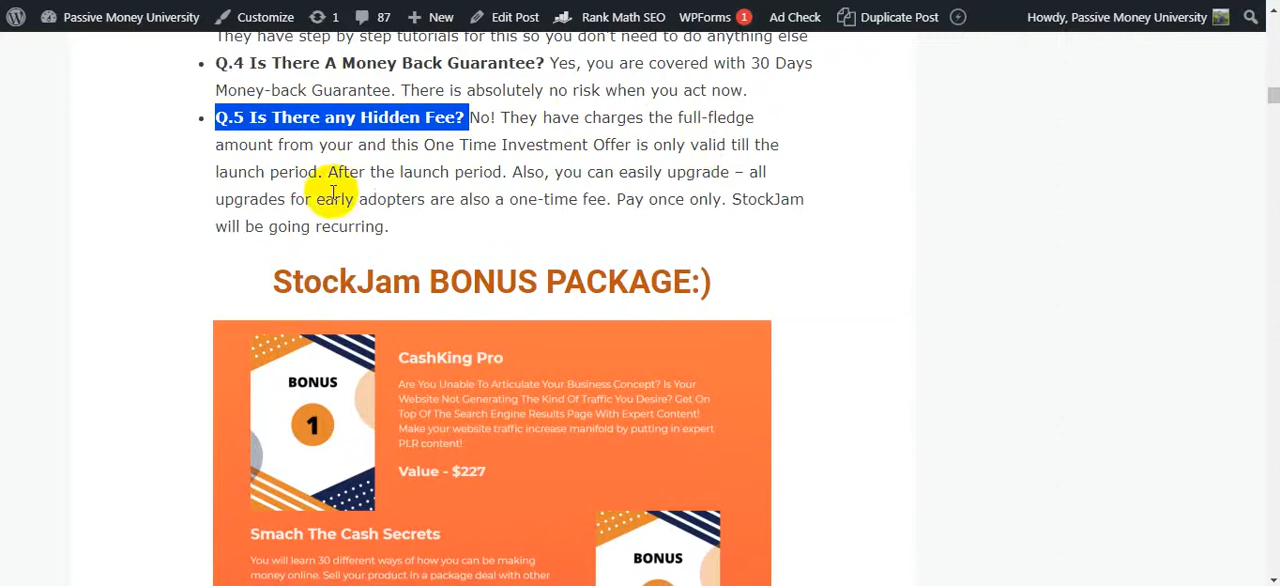 Passive Money University
Customize
1
87
New
Edit Post
Rank Math SEO
WPForms
1
Ad Check
Duplicate Post
Howdy, Passive Money University
They have step by step tutorials for this so you don't need to do anything else
• Q.4 Is There A Money Back Guarantee? Yes, you are covered with 30 Days
Money-back Guarantee. There is absolutely no risk when you act now.
• Q.5 Is There any Hidden Fee? No! They have charges the full-fledge
amount from your and this One Time Investment Offer is only valid till the
launch period. After the launch period. Also, you can easily upgrade – all
upgrades for early adopters are also a one-time fee. Pay once only. StockJam
will be going recurring.
StockJam BONUS PACKAGE:)
BONUS
1
CashKing Pro
Are You Unable To Articulate Your Business Concept? Is Your
Website Not Generating The Kind Of Traffic You Desire? Get On
Top Of The Search Engine Results Page With Expert Content!
Make your website traffic increase manifold by putting in expert
PLR content!
Value - $227
Smach The Cash Secrets
You will learn 30 different ways of how you can be making
money online. Sell your product in a package deal with other
BONUS